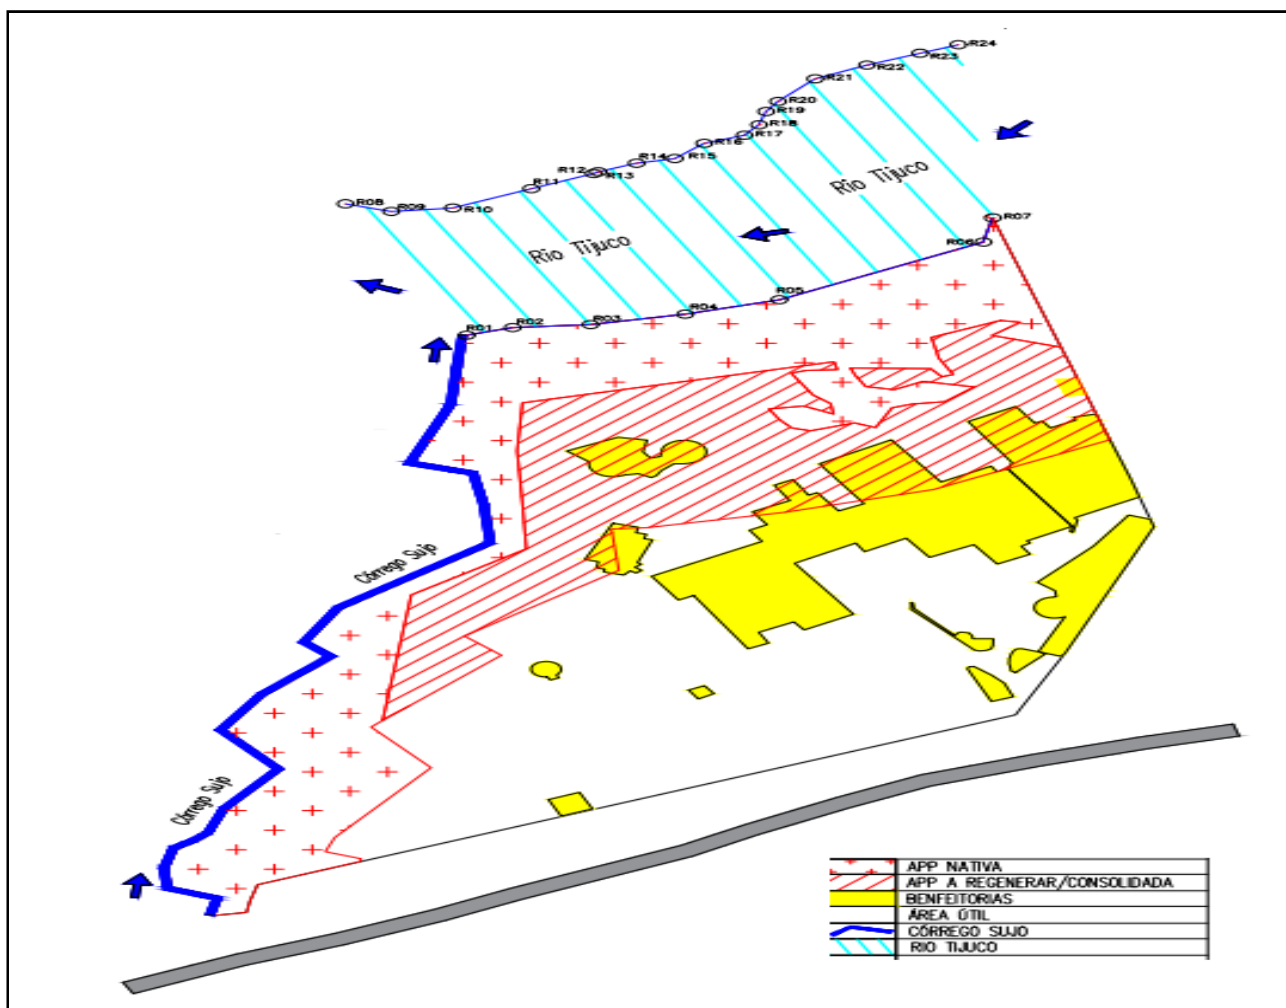 R24
R23
R22
R21
R20
R19
R18
R17
R16
R15
R14
R13
R12
R11
R10
R09
R08
Rio Tijuco
Rio Tijuco
R07
R06
R05
R04
R03
R02
R01
Córrego Sujo
Córrego Sujo
APP NATIVA
APP A REGENERAR/CONSOLIDADA
BENFEITORIAS
ÁREA ÚTIL
CÓRREGO SUJO
RIO TIJUCO